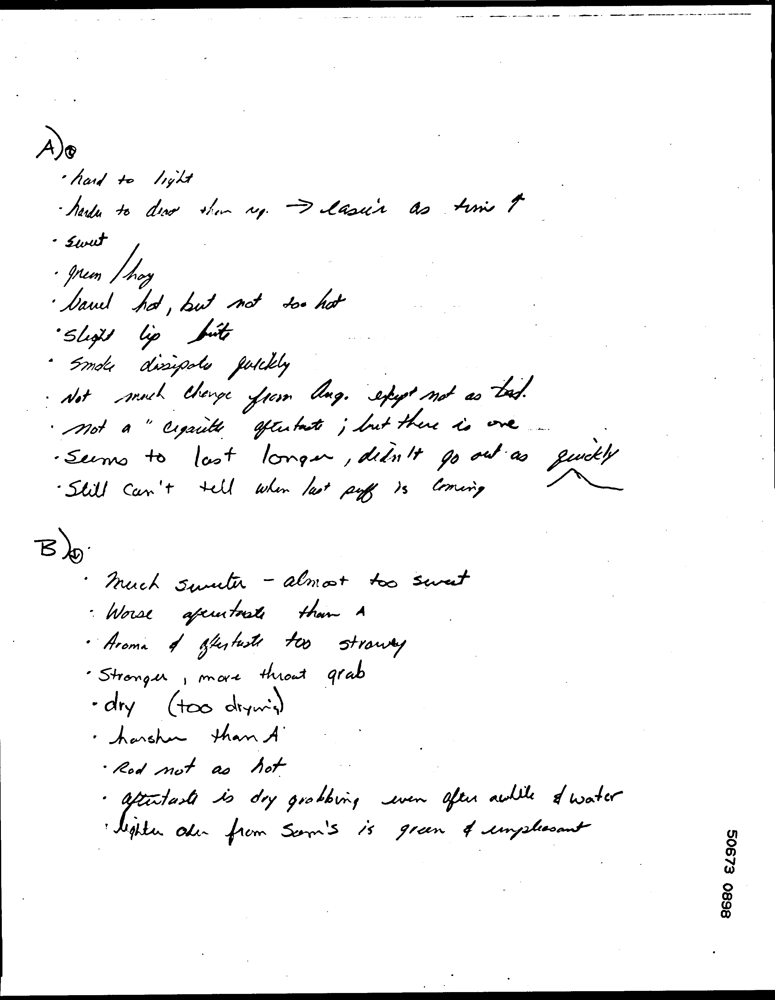 A)
· hard to light
· harder to draw than reg. → easier as time ↑
· sweet
· green / hay
· barrel hot, but not too hot
· slight lip bite
· smoke dissipates quickly
· Not much change from Aug. except not as bad.
· not a "cigarette aftertaste; but there is one
· Seems to last longer, didn't go out as quickly
· Still can't tell when last puff is coming
B)
· Much sweeter - almost too sweet
· Worse aftertaste than A
· Aroma & aftertaste too strawy
· Stronger, more throat grab
· dry (too drying)
· harsher than A
· Rod not as hot
· aftertaste is dry grabbing even after awhile & water
· lighter odor from Sam's is green & unpleasant
50673 0898